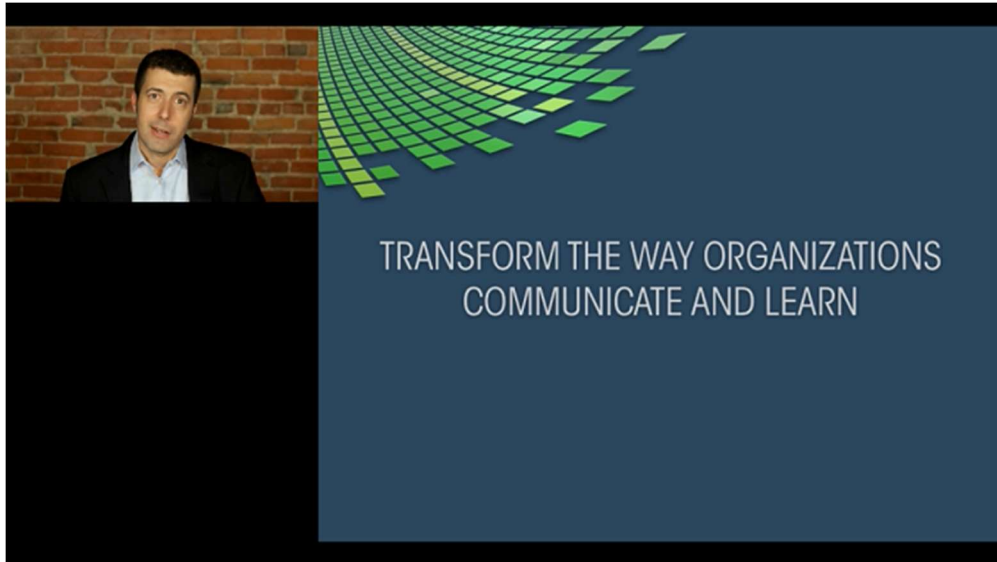 TRANSFORM THE WAY ORGANIZATIONS
COMMUNICATE AND LEARN